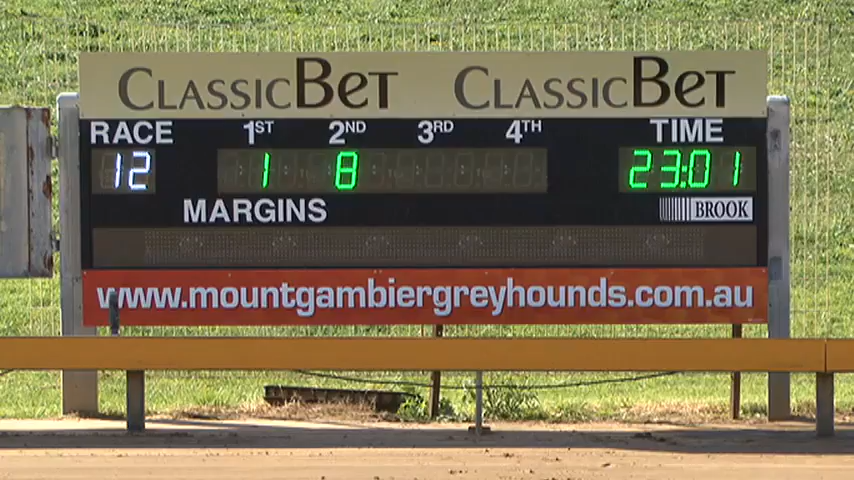 CLASSICBET CLASSICBET
RACE 1ST 2ND 3RD 4TH TIME
12 1 8 23:01
MARGINS BROOK
www.mountgambiergreyhounds.com.au